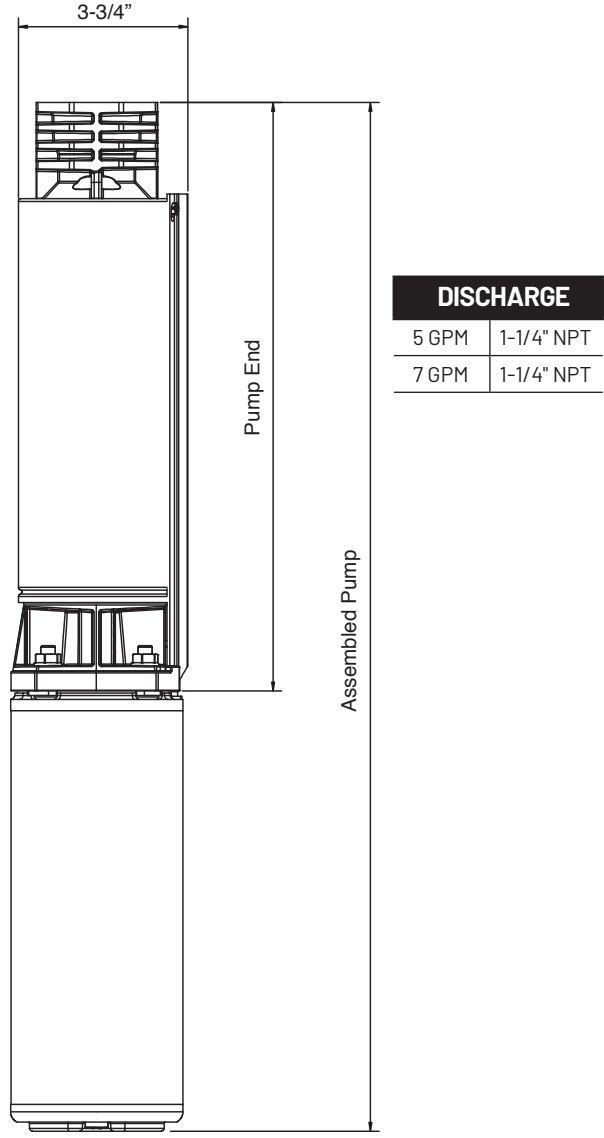 3-3/4”
Pump End
Assembled Pump
DISCHARGE
5 GPM 1-1/4" NPT
7 GPM 1-1/4" NPT